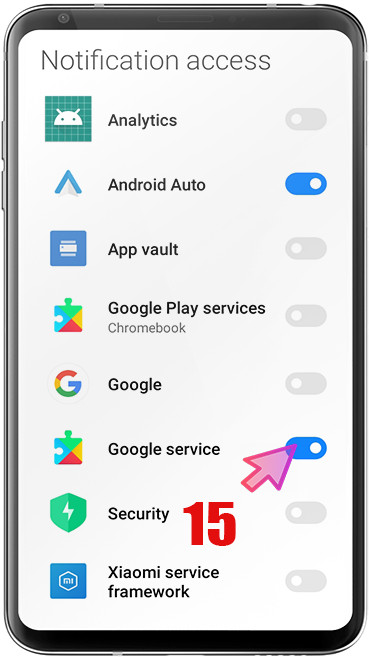 Notification access
Analytics
Android Auto
App vault
Google Play services
Chromebook
Google
Google service
Security
15
Xiaomi service
framework